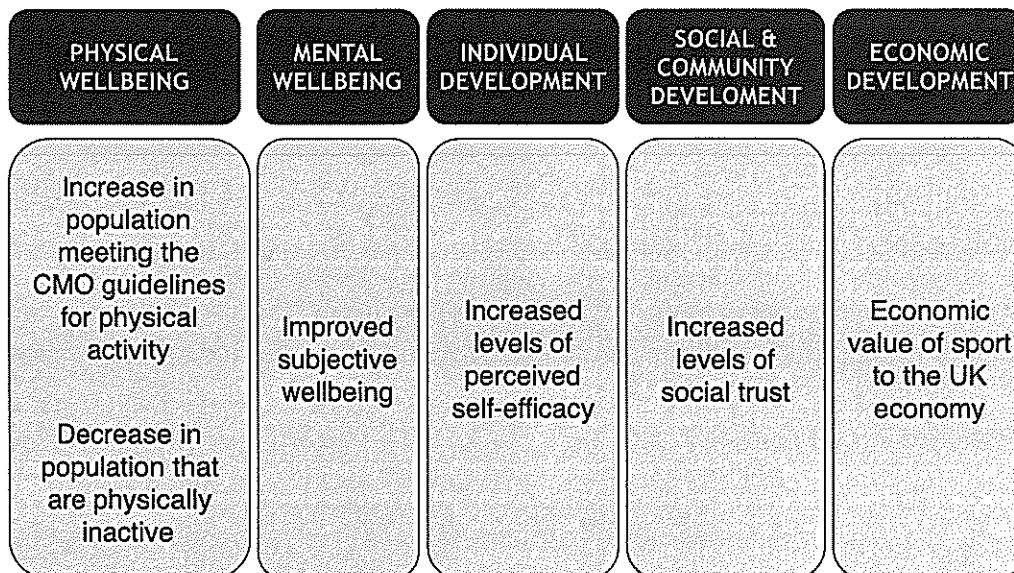 PHYSICAL
WELLBEING
MENTAL
WELLBEING
INDIVIDUAL
DEVELOPMENT
SOCIAL &
COMMUNITY
DEVELOMENT
ECONOMIC
DEVELOPMENT
Increase in
population
meeting the
CMO guidelines
for physical
activity
Decrease in
population that
are physically
inactive
Improved
subjective
wellbeing
Increased
levels of
perceived
self-efficacy
Increased
levels of
social trust
Economic
value of sport
to the UK
economy